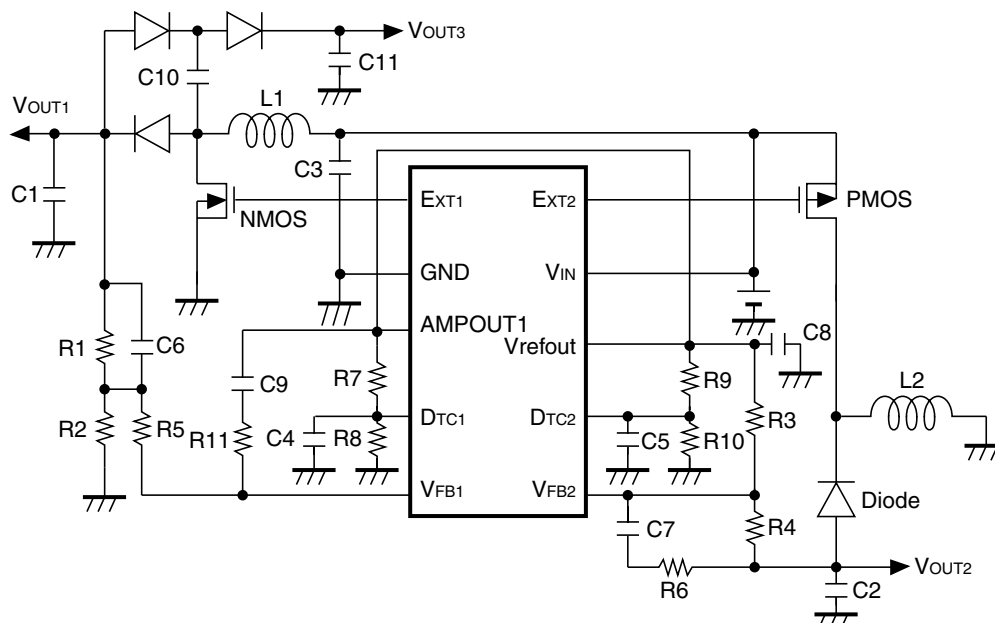 VOUT3
C10
C11
VOUT1
L1
C1
C3
NMOS
EXT1
EXT2
PMOS
GND
VIN
AMPOUT1
Vrefout
C8
R1
C6
C9
R7
R9
L2
R2
R5
R11
C4
R8
DTC1
DTC2
C5
R10
R3
VFB1
VFB2
C7
R4
Diode
R6
VOUT2
C2